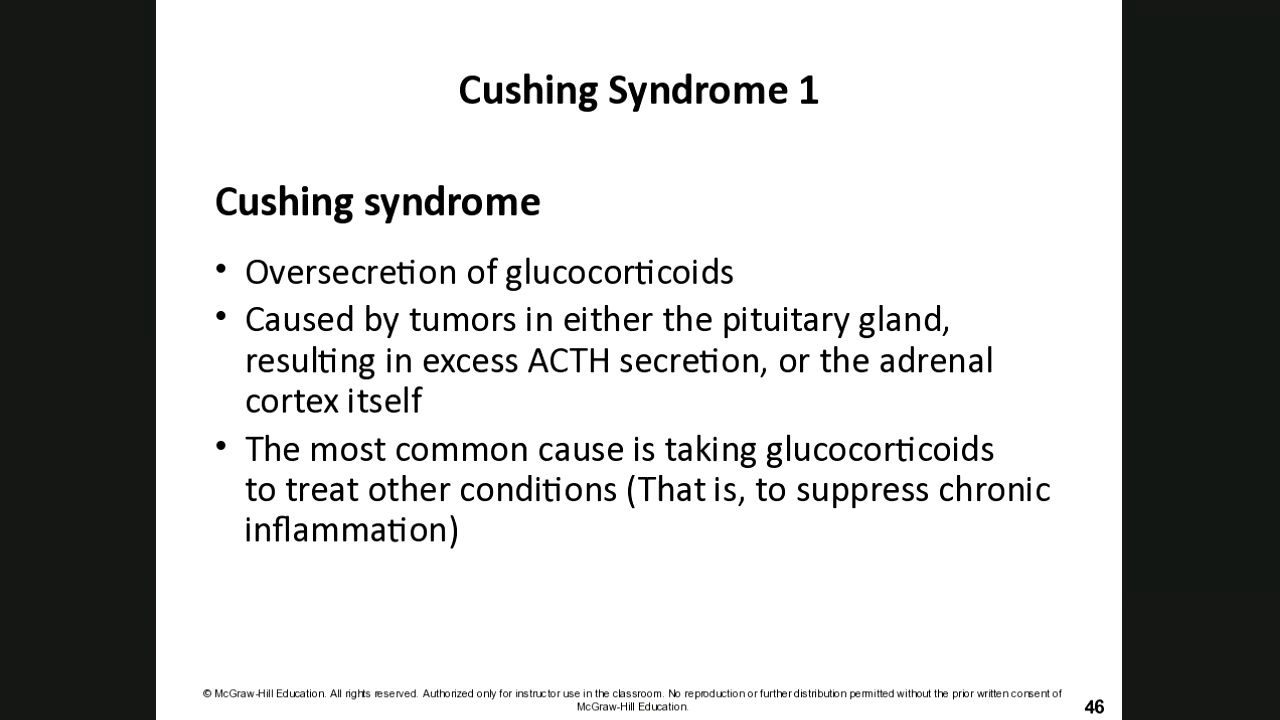 Cushing Syndrome 1
Cushing syndrome
• Oversecretion of glucocorticoids
• Caused by tumors in either the pituitary gland,
resulting in excess ACTH secretion, or the adrenal
cortex itself
• The most common cause is taking glucocorticoids
to treat other conditions (That is, to suppress chronic
inflammation)
© McGraw-Hill Education. All rights reserved. Authorized only for instructor use in the classroom. No reproduction or further distribution permitted without the prior written consent of
McGraw-Hill Education.
46